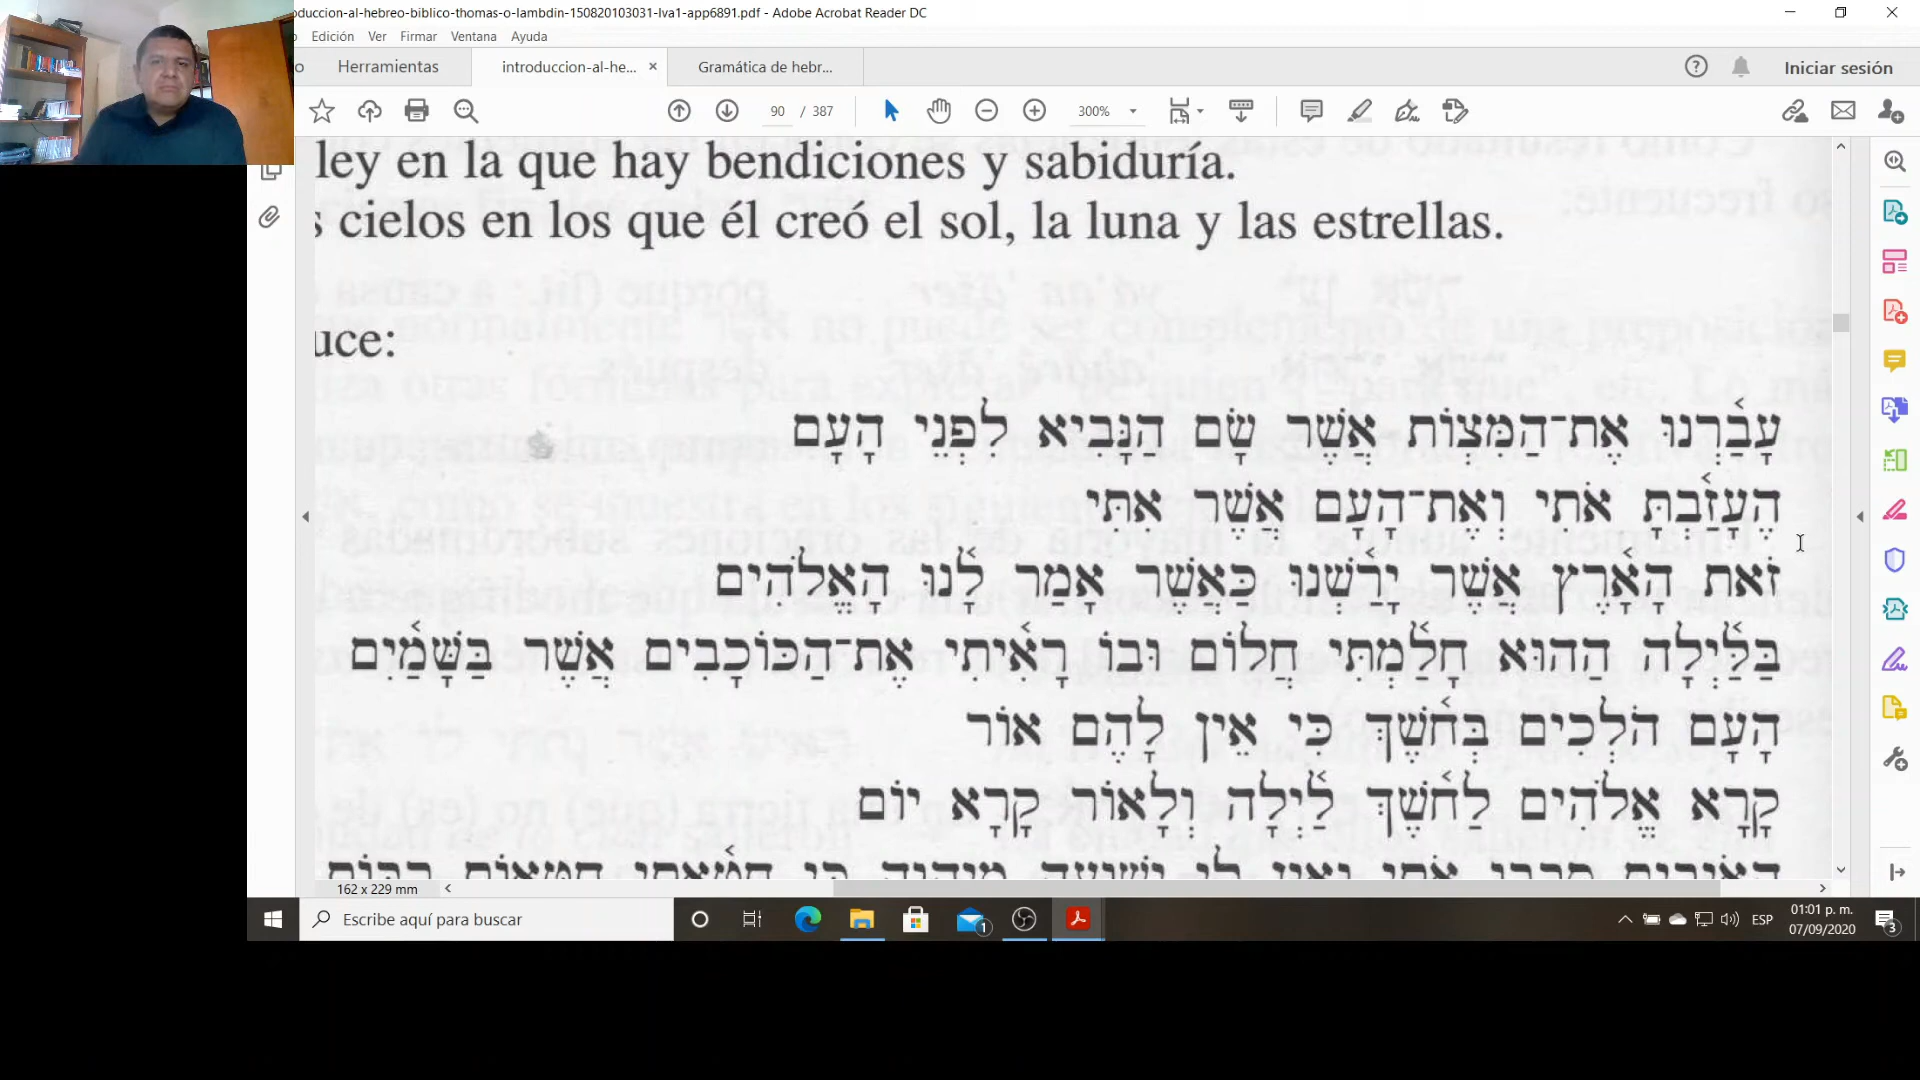 oduccion-al-hebreo-biblico-thomas-o-lambdin-150820103031-lva1-app6891.pdf - Adobe Acrobat Reader DC
Edición Ver Firmar Ventana Ayuda
o Herramientas introduccion-al-he... × Gramática de hebr... Iniciar sesión
90 / 387 300%
ley en la que hay bendiciones y sabiduría.
s cielos en los que él creó el sol, la luna y las estrellas.
uce:
עָבַ֫רְנוּ אֶת־הַמִּצְוֹת אֲשֶׁר שָׂם הַנָּבִיא לִפְנֵי הָעָם
הֶעָזַ֫בְתָּ אֹתִי וְאֶת־הָעָם אֲשֶׁר אִתִּי
זֹאת הָאָ֫רֶץ אֲשֶׁר יָרַ֫שְׁנוּ כַּאֲשֶׁר אָמַר לָ֫נוּ הָאֱלֹהִים
בַּלַּ֫יְלָה הַהוּא חָלַ֫מְתִּי חֲלוֹם וּבוֹ רָאִ֫יתִי אֶת־הַכּוֹכָבִים אֲשֶׁר בַּשָּׁמַ֫יִם
הָעָם הֹלְכִים בְּחֹ֫שֶׁךְ כִּי אֵין לָהֶם אוֹר
קָרָא אֱלֹהִים לַחֹ֫שֶׁךְ לַ֫יְלָה וְלָאוֹר קָרָא יוֹם
162 x 229 mm
Escribe aquí para buscar
1
ESP
01:01 p. m.
07/09/2020
3